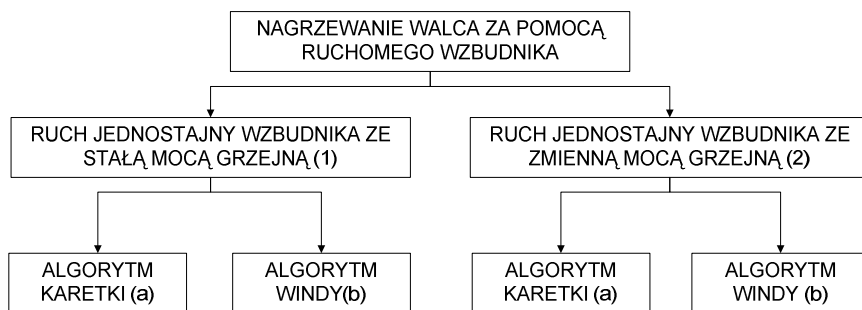 NAGRZEWANIE WALCA ZA POMOCĄ
RUCHOMEGO WZBUDNIKA
RUCH JEDNOSTAJNY WZBUDNIKA ZE
STAŁĄ MOCĄ GRZEJNĄ (1)
RUCH JEDNOSTAJNY WZBUDNIKA ZE
ZMIENNĄ MOCĄ GRZEJNĄ (2)
ALGORYTM
KARETKI (a)
ALGORYTM
WINDY(b)
ALGORYTM
KARETKI (a)
ALGORYTM
WINDY (b)